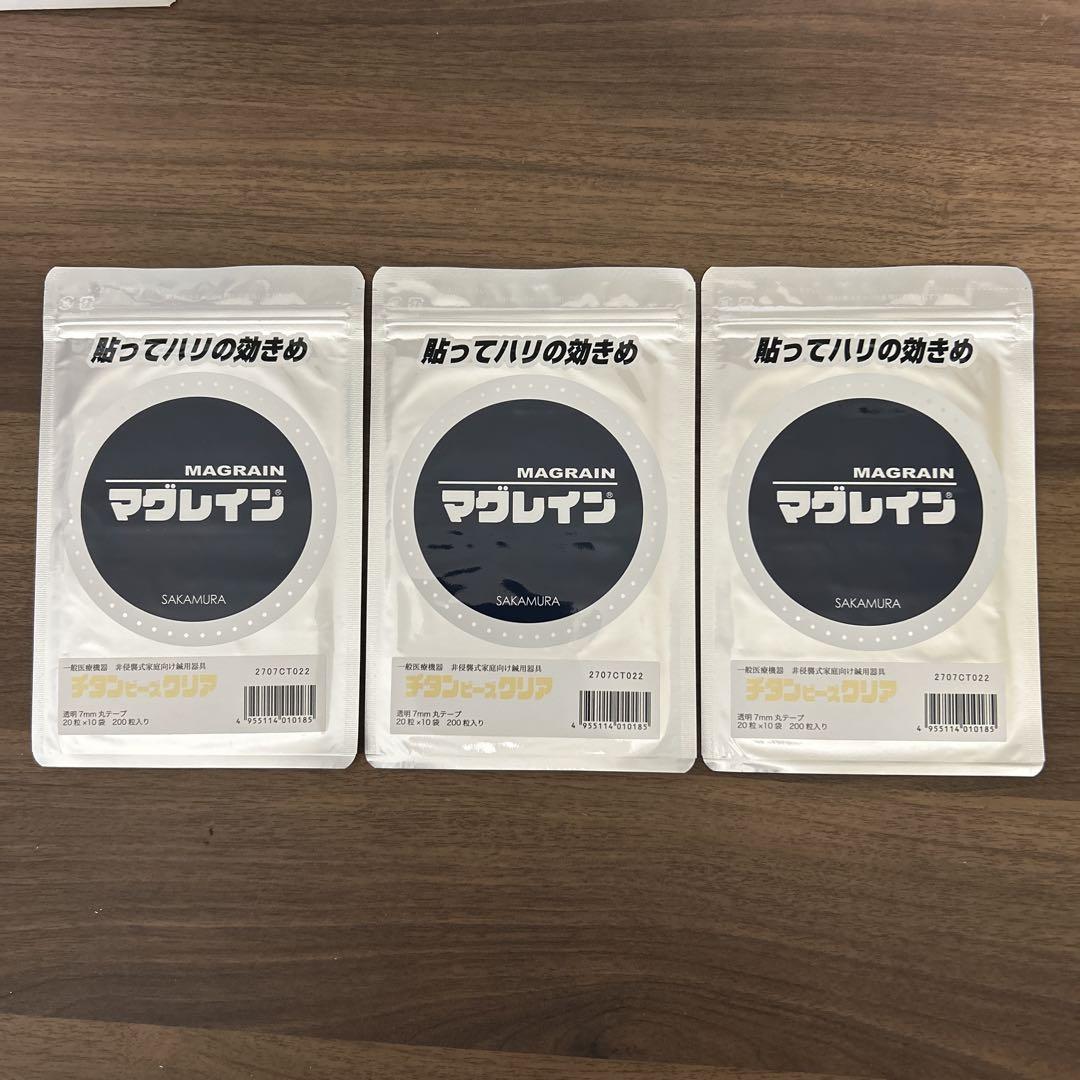 貼ってハリの効きめ
MAGRAIN
マグレイン®
SAKAMURA
一般医療機器　非侵襲式家庭向け鍼用器具
2707CT022
チタンピースクリア
透明 7mm 丸テープ
20粒×10袋　200粒入り
4 955114 010185
貼ってハリの効きめ
MAGRAIN
マグレイン®
SAKAMURA
一般医療機器　非侵襲式家庭向け鍼用器具
2707CT022
チタンピースクリア
透明 7mm 丸テープ
20粒×10袋　200粒入り
4 955114 010185
貼ってハリの効きめ
MAGRAIN
マグレイン®
SAKAMURA
一般医療機器　非侵襲式家庭向け鍼用器具
2707CT022
チタンピースクリア
透明 7mm 丸テープ
20粒×10袋　200粒入り
4 955114 010185